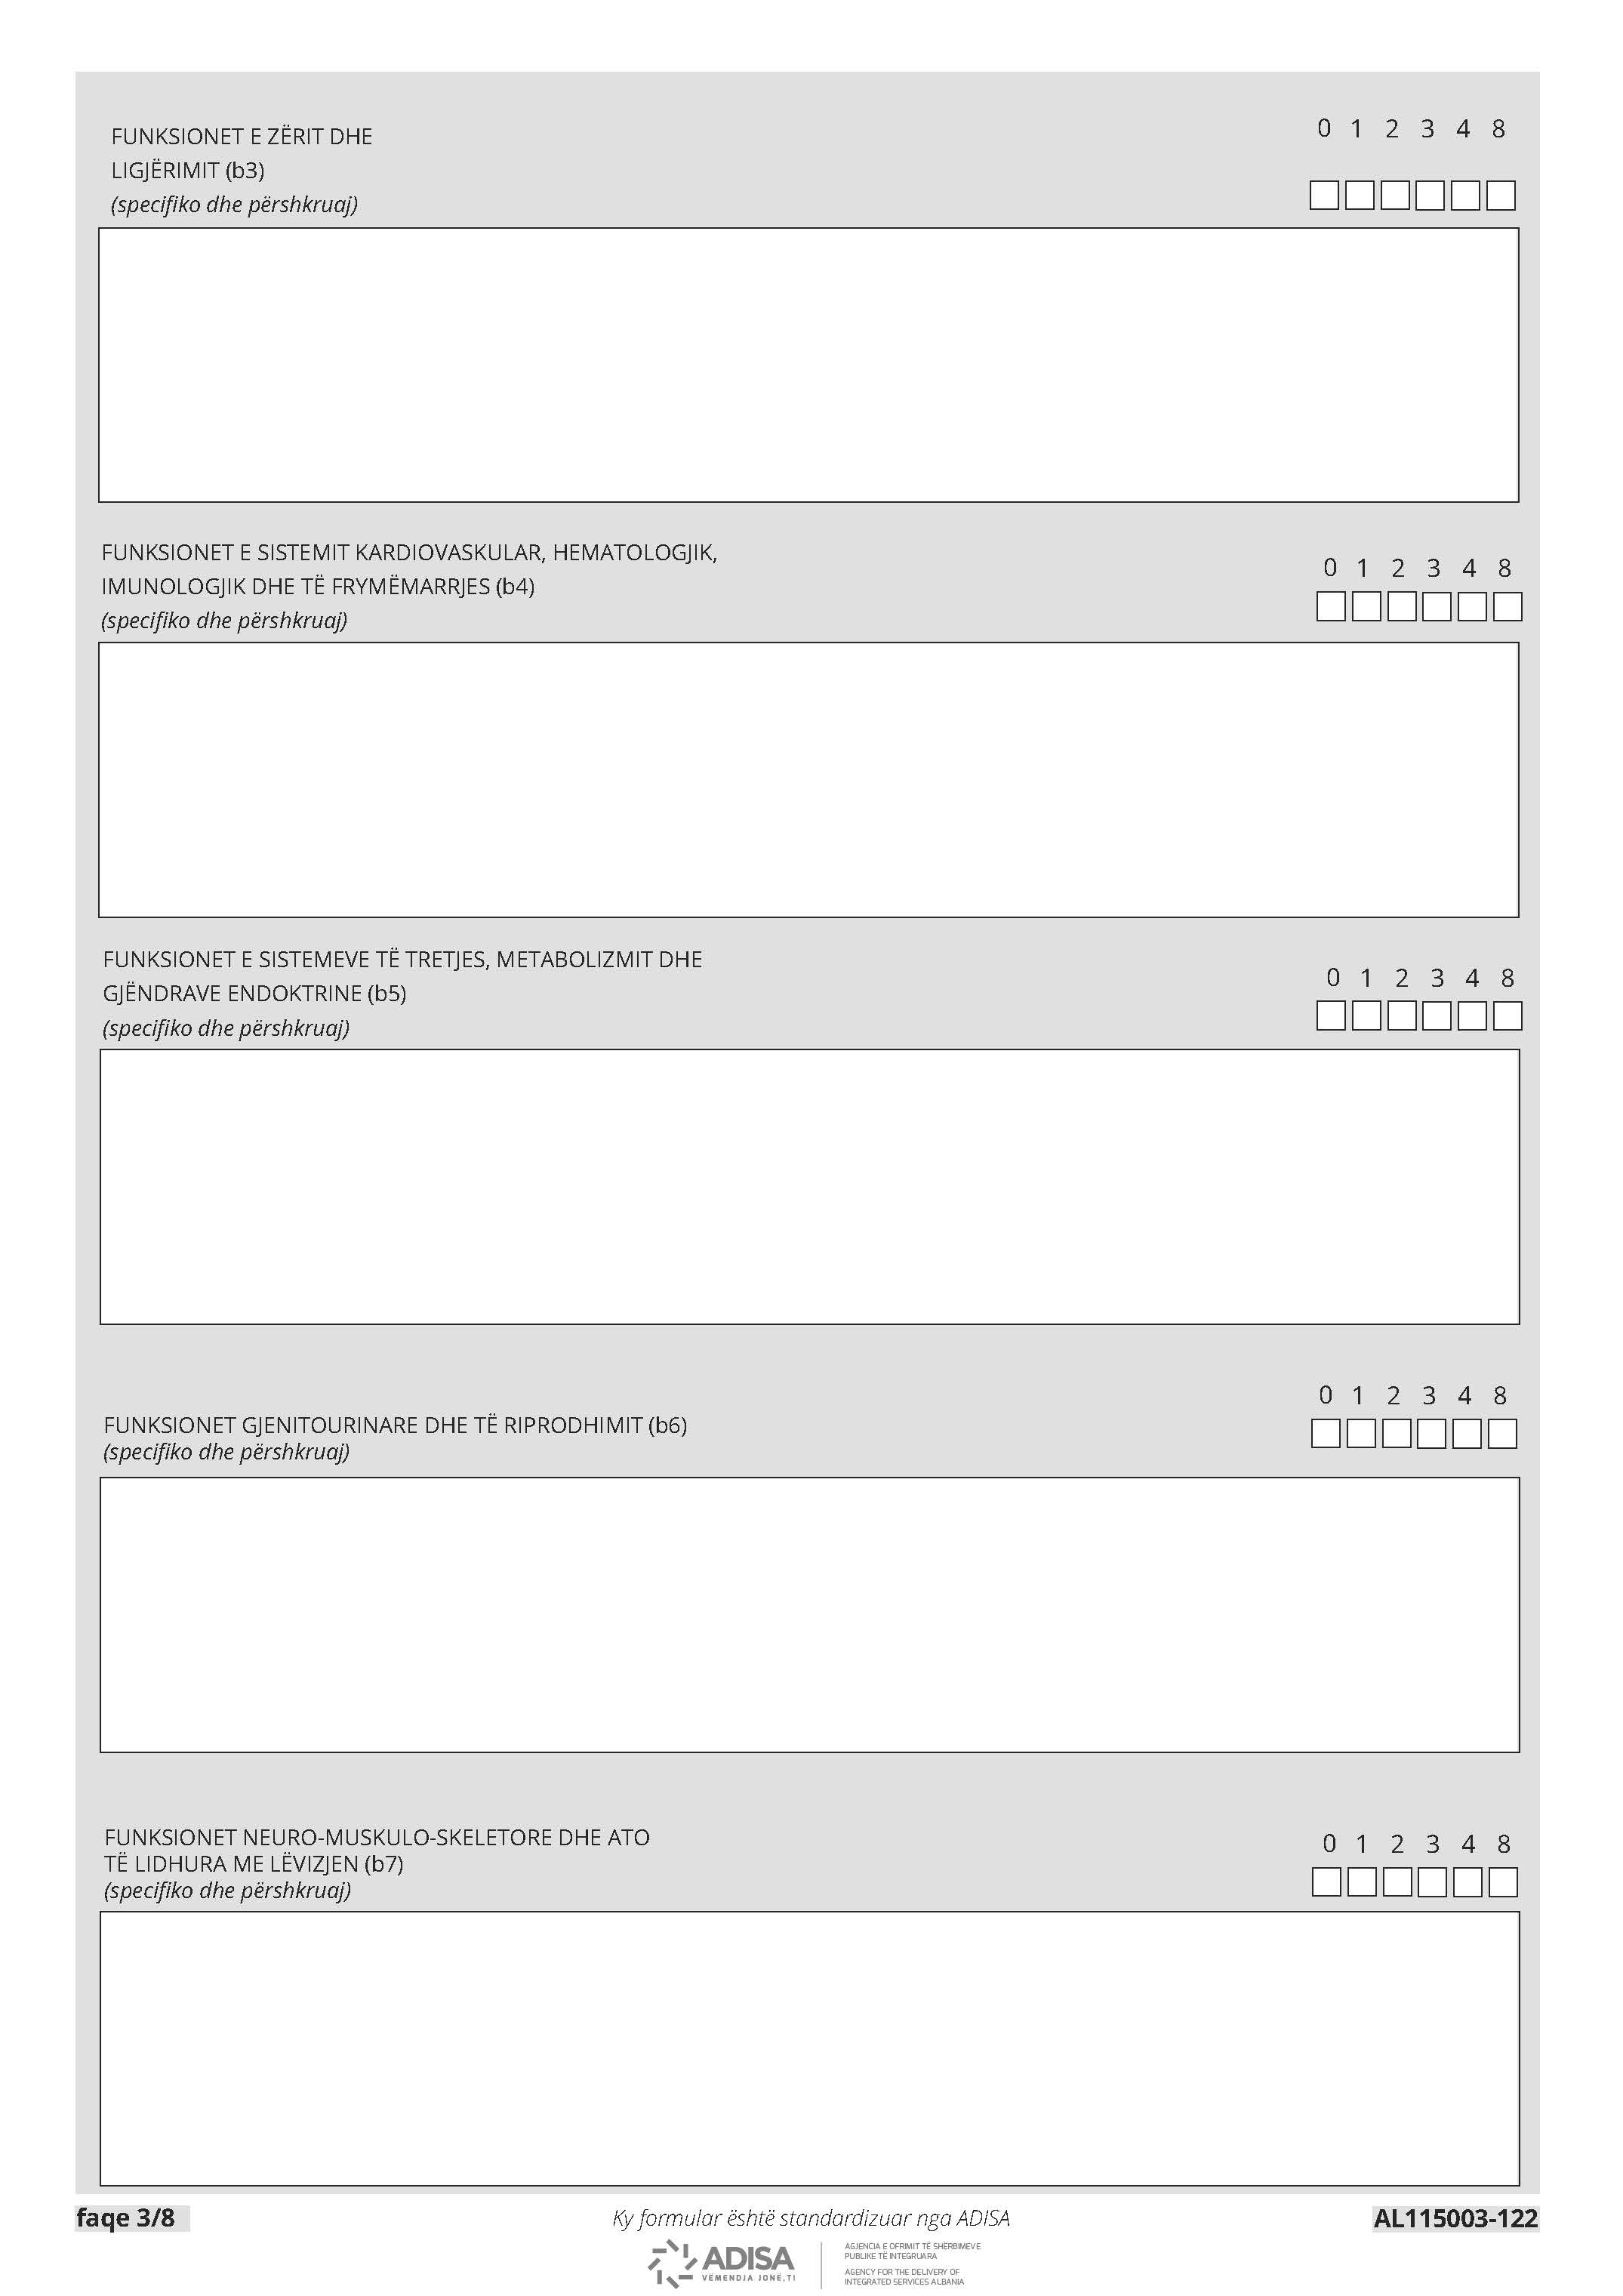 FUNKSIONET E ZËRIT DHE
LIGJËRIMIT (b3)
(specifiko dhe përshkruaj)
0 1 2 3 4 8
FUNKSIONET E SISTEMIT KARDIOVASKULAR, HEMATOLOGJIK,
IMUNOLOGJIK DHE TË FRYMËMARRJES (b4)
(specifiko dhe përshkruaj)
0 1 2 3 4 8
FUNKSIONET E SISTEMEVE TË TRETJES, METABOLIZMIT DHE
GJËNDRAVE ENDOKTRINE (b5)
(specifiko dhe përshkruaj)
0 1 2 3 4 8
FUNKSIONET GJENITOURINARE DHE TË RIPRODHIMIT (b6)
(specifiko dhe përshkruaj)
0 1 2 3 4 8
FUNKSIONET NEURO-MUSKULO-SKELETORE DHE ATO
TË LIDHURA ME LËVIZJEN (b7)
(specifiko dhe përshkruaj)
0 1 2 3 4 8
faqe 3/8
Ky formular është standardizuar nga ADISA
AL115003-122
ADISA
VËMENDJA JONË, TI
AGJENCIA E OFRIMIT TË SHËRBIMEVE
PUBLIKE TË INTEGRUARA
AGENCY FOR THE DELIVERY OF
INTEGRATED SERVICES ALBANIA